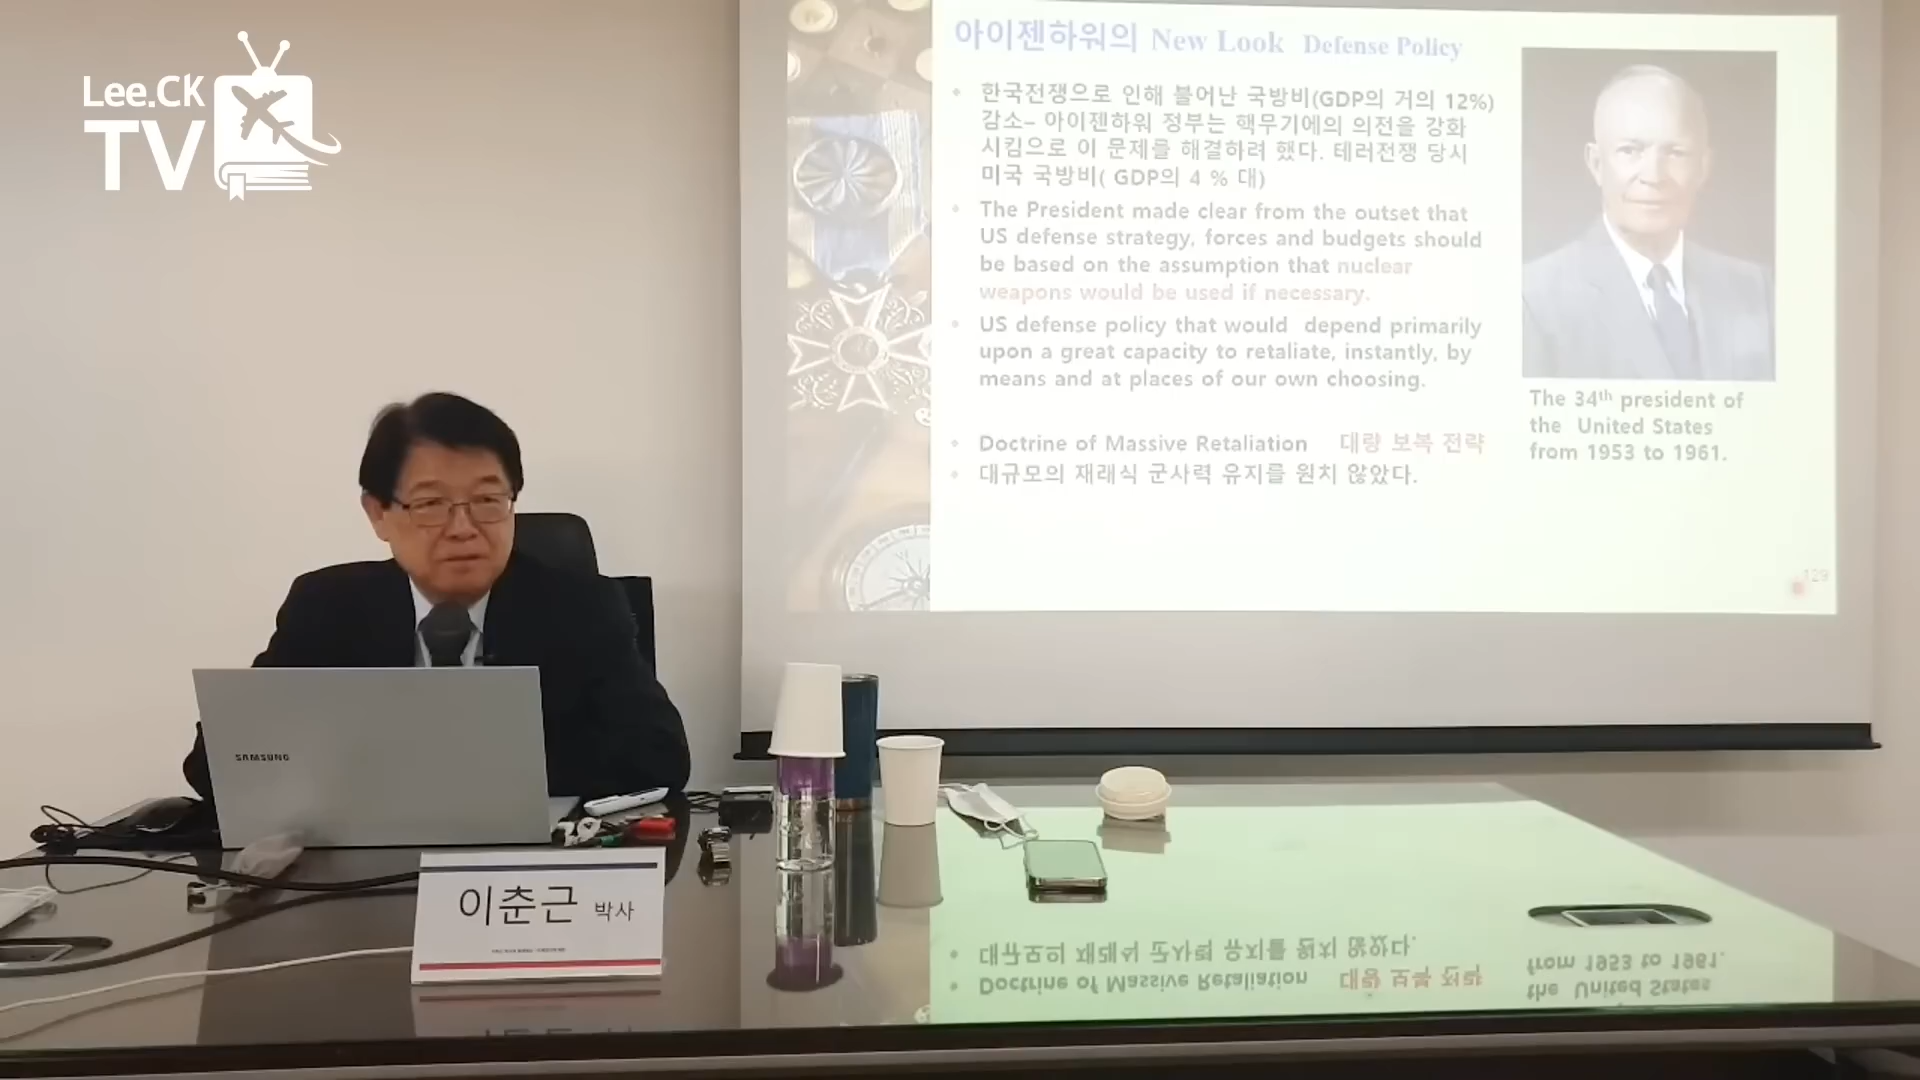 Lee.CK
TV
아이젠하워의 New Look Defense Policy
한국전쟁으로 인해 불어난 국방비(GDP의 거의 12%)
감소– 아이젠하워 정부는 핵무기에의 의전을 강화
시킴으로 이 문제를 해결하려 했다. 테러전쟁 당시
미국 국방비( GDP의 4 % 대)
The President made clear from the outset that
US defense strategy, forces and budgets should
be based on the assumption that nuclear
weapons would be used if necessary.
US defense policy that would depend primarily
upon a great capacity to retaliate, instantly, by
means and at places of our own choosing.
Doctrine of Massive Retaliation 대량 보복 전략
대규모의 재래식 군사력 유지를 원치 않았다.
The 34th president of
the United States
from 1953 to 1961.
129
SAMSUNG
이춘근 박사